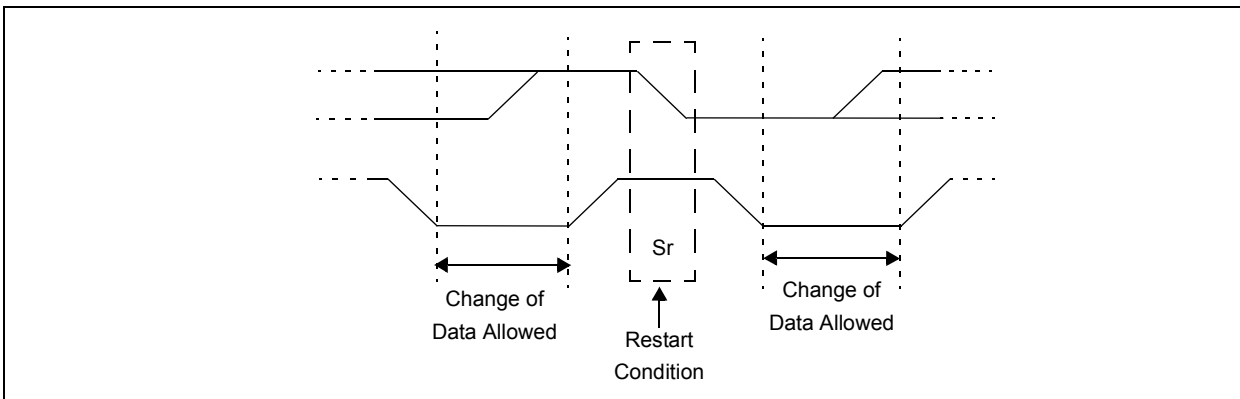 Sr
Change of
Data Allowed
Restart
Condition
Change of
Data Allowed